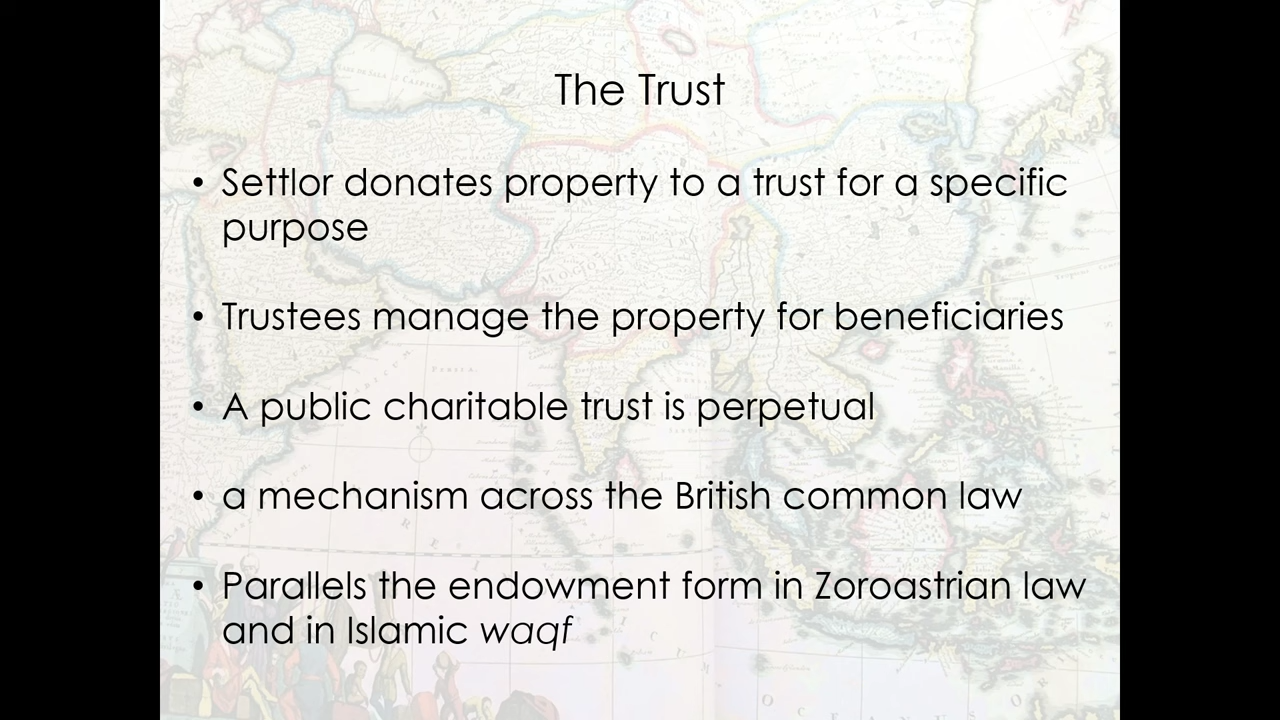 The Trust
• Settlor donates property to a trust for a specific
purpose
• Trustees manage the property for beneficiaries
• A public charitable trust is perpetual
• a mechanism across the British common law
• Parallels the endowment form in Zoroastrian law
and in Islamic waqf